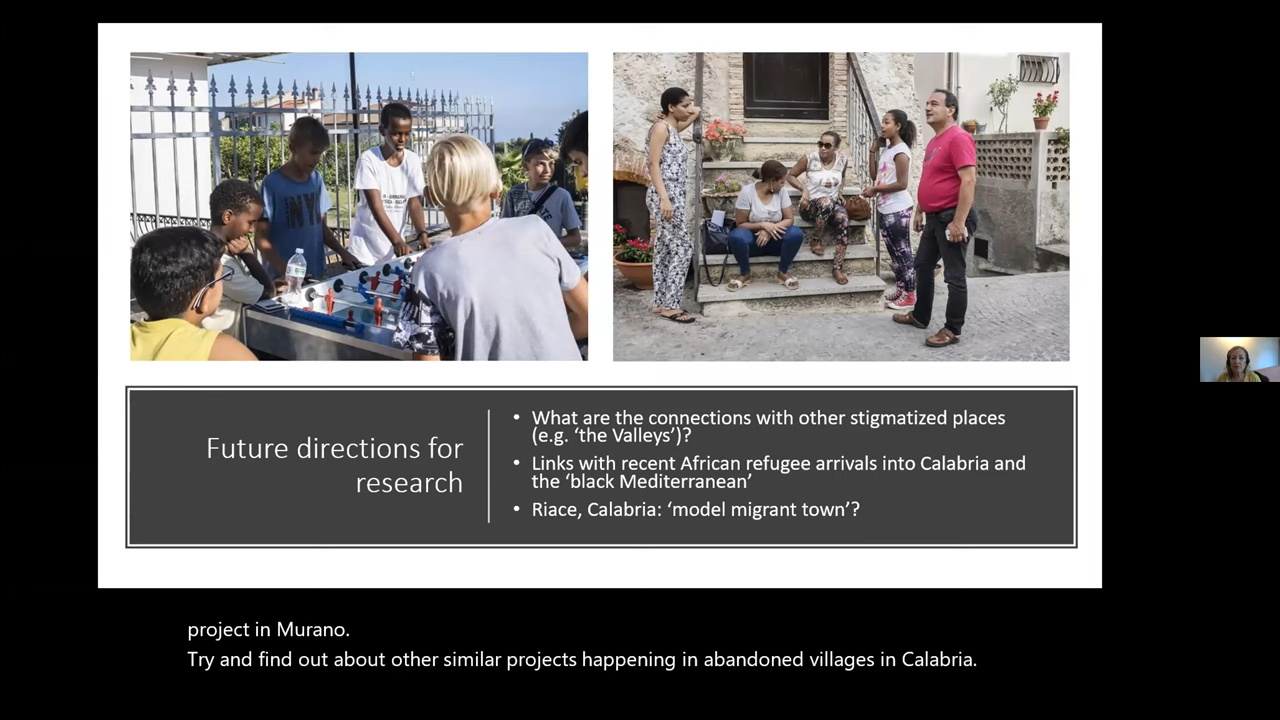 Future directions for
research
• What are the connections with other stigmatized places
(e.g. ‘the Valleys’)?
• Links with recent African refugee arrivals into Calabria and
the ‘black Mediterranean’
• Riace, Calabria: ‘model migrant town’?
project in Murano.
Try and find out about other similar projects happening in abandoned villages in Calabria.